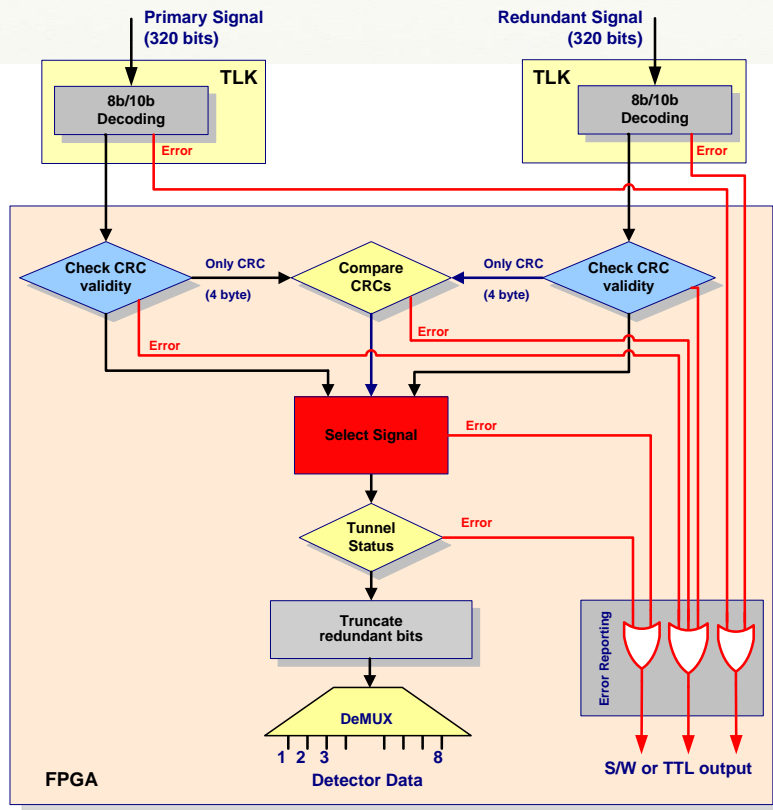 Primary Signal
(320 bits)
Redundant Signal
(320 bits)
TLK
TLK
8b/10b
Decoding
8b/10b
Decoding
Error
Error
Check CRC
validity
Only CRC
(4 byte)
Compare
CRCs
Only CRC
(4 byte)
Check CRC
validity
Error
Error
Select Signal
Error
Tunnel
Status
Error
Truncate
redundant bits
Error Reporting
DeMUX
1 2 3 8
Detector Data
S/W or TTL output
FPGA